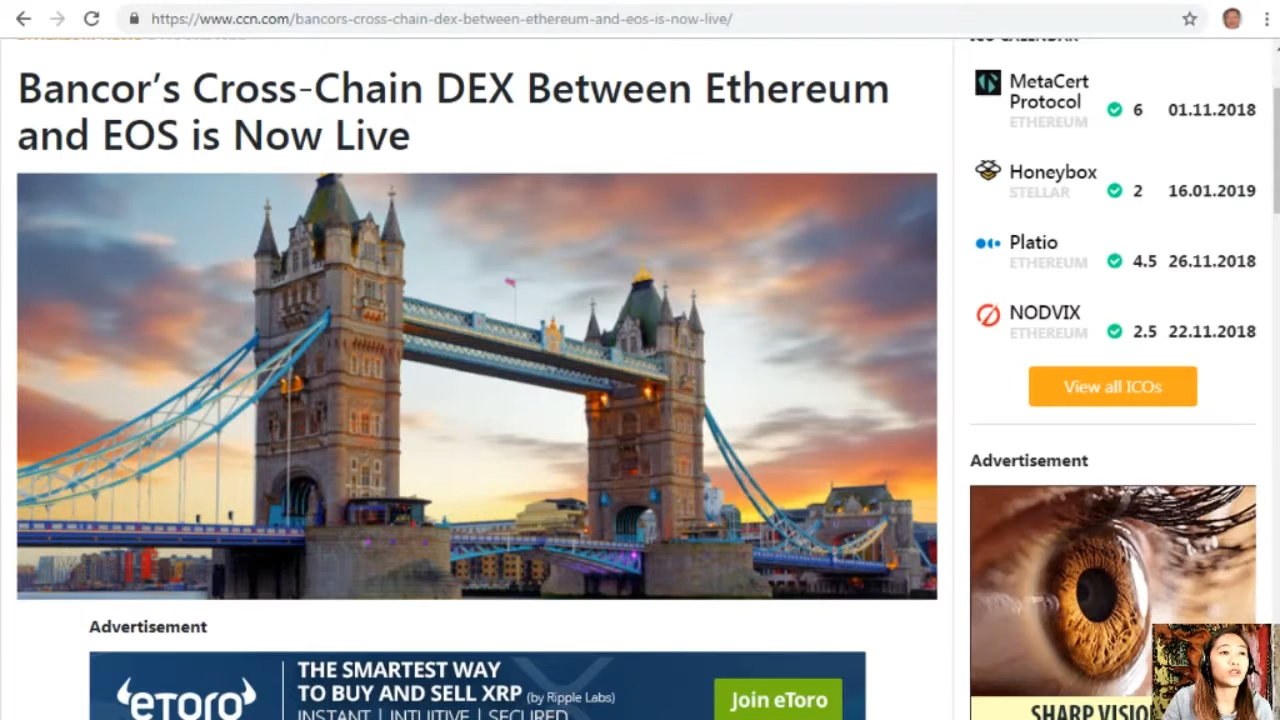 https://www.ccn.com/bancors-cross-chain-dex-between-ethereum-and-eos-is-now-live/
Bancor’s Cross-Chain DEX Between Ethereum
and EOS is Now Live
Advertisement
eToro
THE SMARTEST WAY
TO BUY AND SELL XRP (by Ripple Labs)
INSTANT | INTUITIVE | SECURED
Join eToro
ICO CALENDAR
MetaCert
Protocol
ETHEREUM
6 01.11.2018
Honeybox
STELLAR
2 16.01.2019
Platio
ETHEREUM
4.5 26.11.2018
NODVIX
ETHEREUM
2.5 22.11.2018
View all ICOs
Advertisement
SHARP